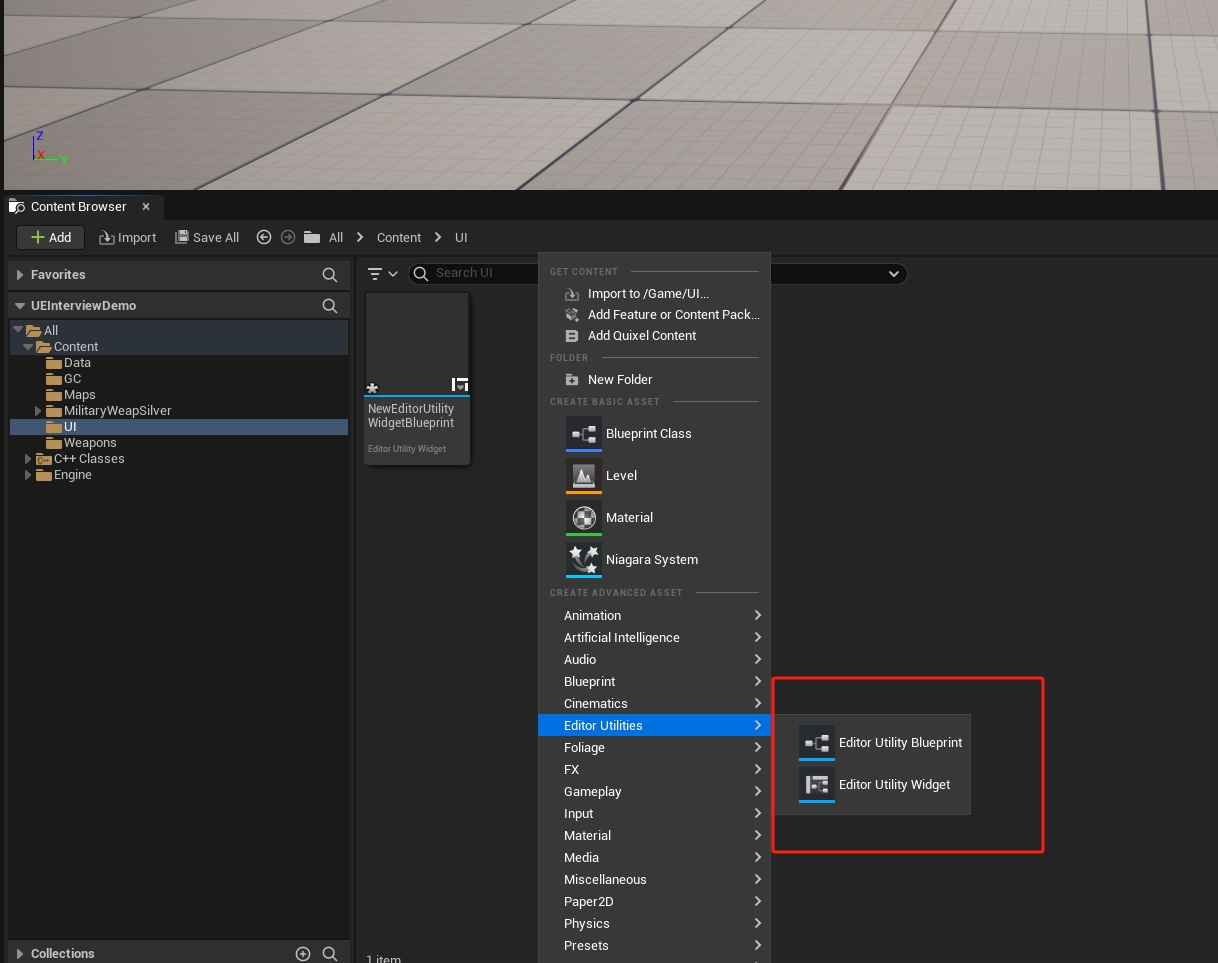 Z
X
Y
Content Browser
Add
Import
Save All
All
Content
UI
Favorites
UEInterviewDemo
All
Content
Data
GC
Maps
MilitaryWeapSilver
UI
Weapons
C++ Classes
Engine
Collections
Search UI
NewEditorUtility
WidgetBlueprint
Editor Utility Widget
1 item
GET CONTENT
Import to /Game/UI...
Add Feature or Content Pack...
Add Quixel Content
FOLDER
New Folder
CREATE BASIC ASSET
Blueprint Class
Level
Material
Niagara System
CREATE ADVANCED ASSET
Animation
Artificial Intelligence
Audio
Blueprint
Cinematics
Editor Utilities
Foliage
FX
Gameplay
Input
Material
Media
Miscellaneous
Paper2D
Physics
Presets
Editor Utility Blueprint
Editor Utility Widget